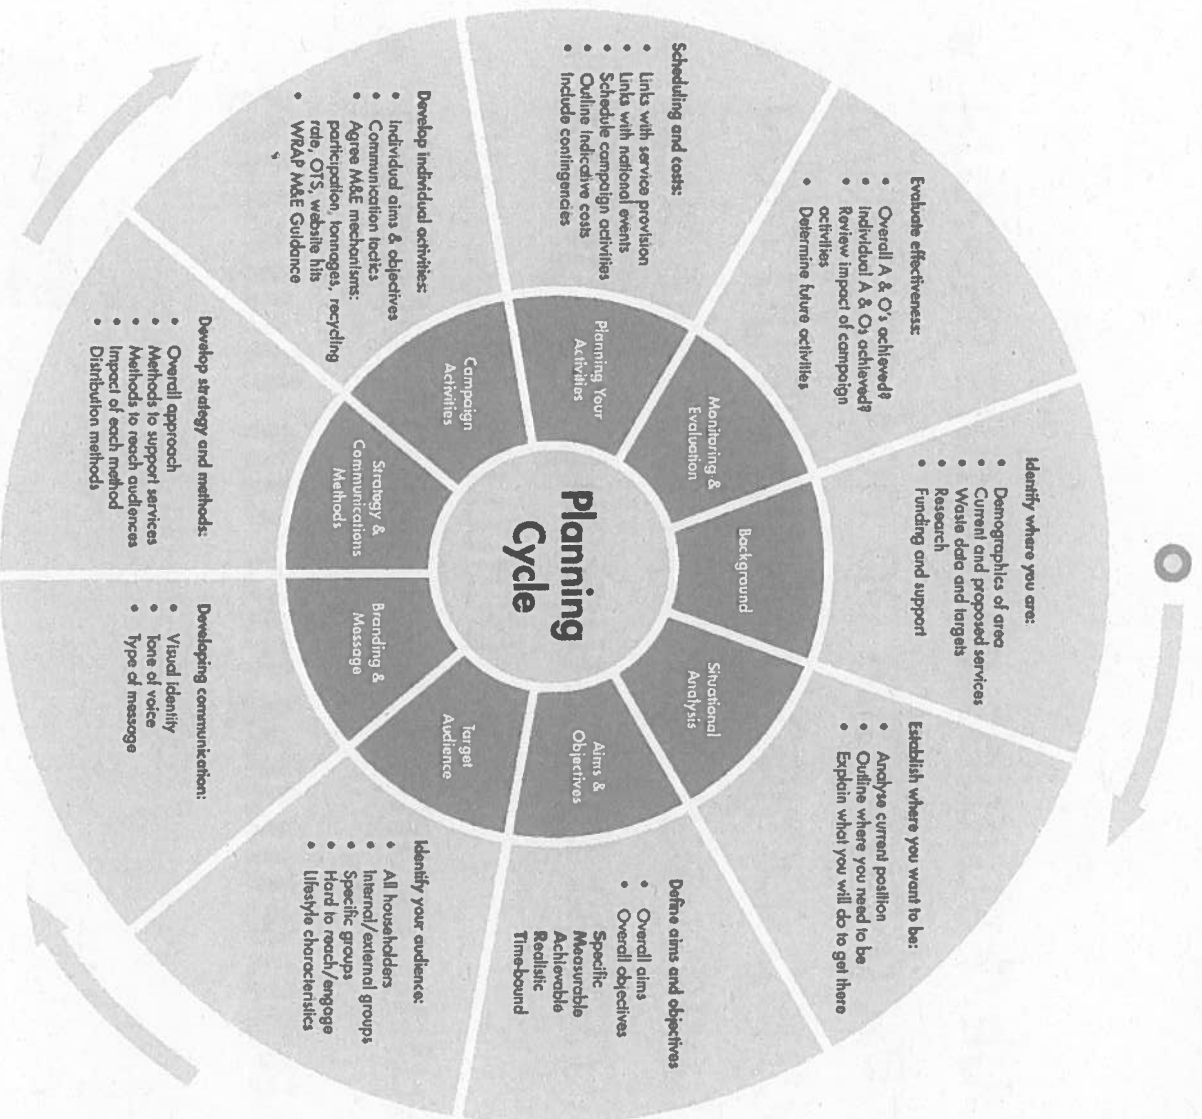 Planning
Cycle
Background
Identify where you are:
• Demographics of area
• Current and proposed services
• Waste data and targets
• Research
• Funding and support
Situational
Analysis
Establish where you want to be:
• Analyse current position
• Outline where you need to be
• Explain what you will do to get there
Aims &
Objectives
Define aims and objectives
• Overall aims
• Overall objectives
Specific
Measurable
Achievable
Realistic
Time-bound
Target
Audience
Identify your audience:
• All householders
• Internal/external groups
• Specific groups
• Hard to reach/engage
• Lifestyle characteristics
Branding &
Message
Developing communication:
• Visual identity
• Tone of voice
• Type of message
Strategy &
Communications
Methods
Develop strategy and methods:
• Overall approach
• Methods to support services
• Methods to reach audiences
• Impact of each method
• Distribution methods
Campaign
Activities
Develop individual activities:
• Individual aims & objectives
• Communication tactics
• Agree M&E mechanisms:
participation, tonnages, recycling
rate, OTS, website hits
• WRAP M&E Guidance
Planning Your
Activities
Scheduling and costs:
• Links with service provision
• Links with national events
• Schedule campaign activities
• Outline indicative costs
• Include contingencies
Monitoring &
Evaluation
Evaluate effectiveness:
• Overall A & O's achieved?
• Individual A & Os achieved?
• Review impact of campaign
activities
• Determine future activities